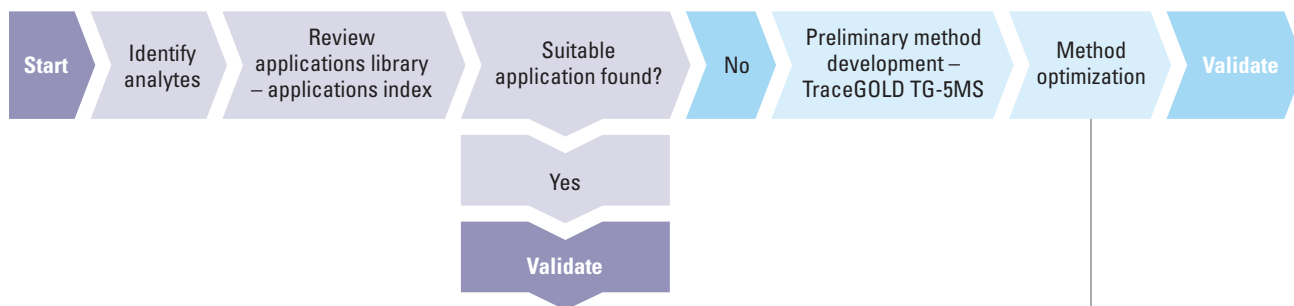 Start
Identify
analytes
Review
applications library
– applications index
Suitable
application found?
No
Preliminary method
development –
TraceGOLD TG-5MS
Method
optimization
Validate
Yes
Validate